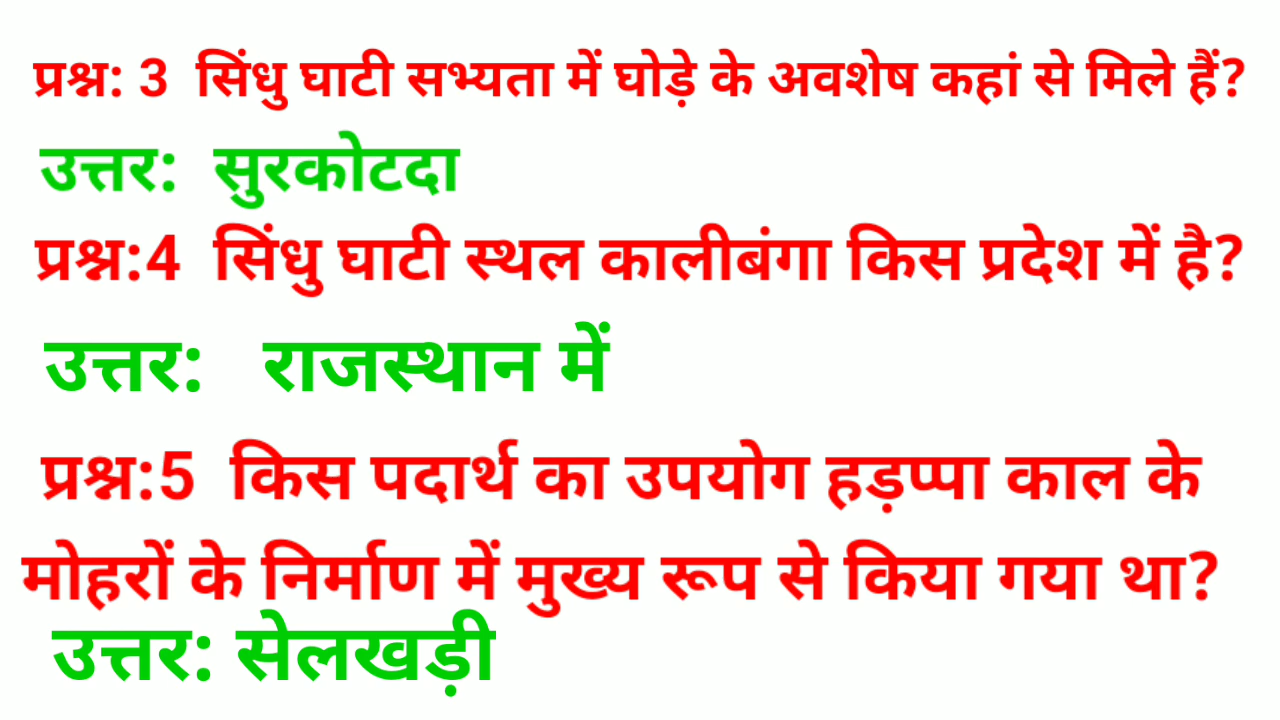 प्रश्न: 3 सिंधु घाटी सभ्यता में घोड़े के अवशेष कहां से मिले हैं?
उत्तर: सुरकोटदा
प्रश्न:4 सिंधु घाटी स्थल कालीबंगा किस प्रदेश में है?
उत्तर: राजस्थान में
प्रश्न:5 किस पदार्थ का उपयोग हड़प्पा काल के
मोहरों के निर्माण में मुख्य रूप से किया गया था?
उत्तर: सेलखड़ी